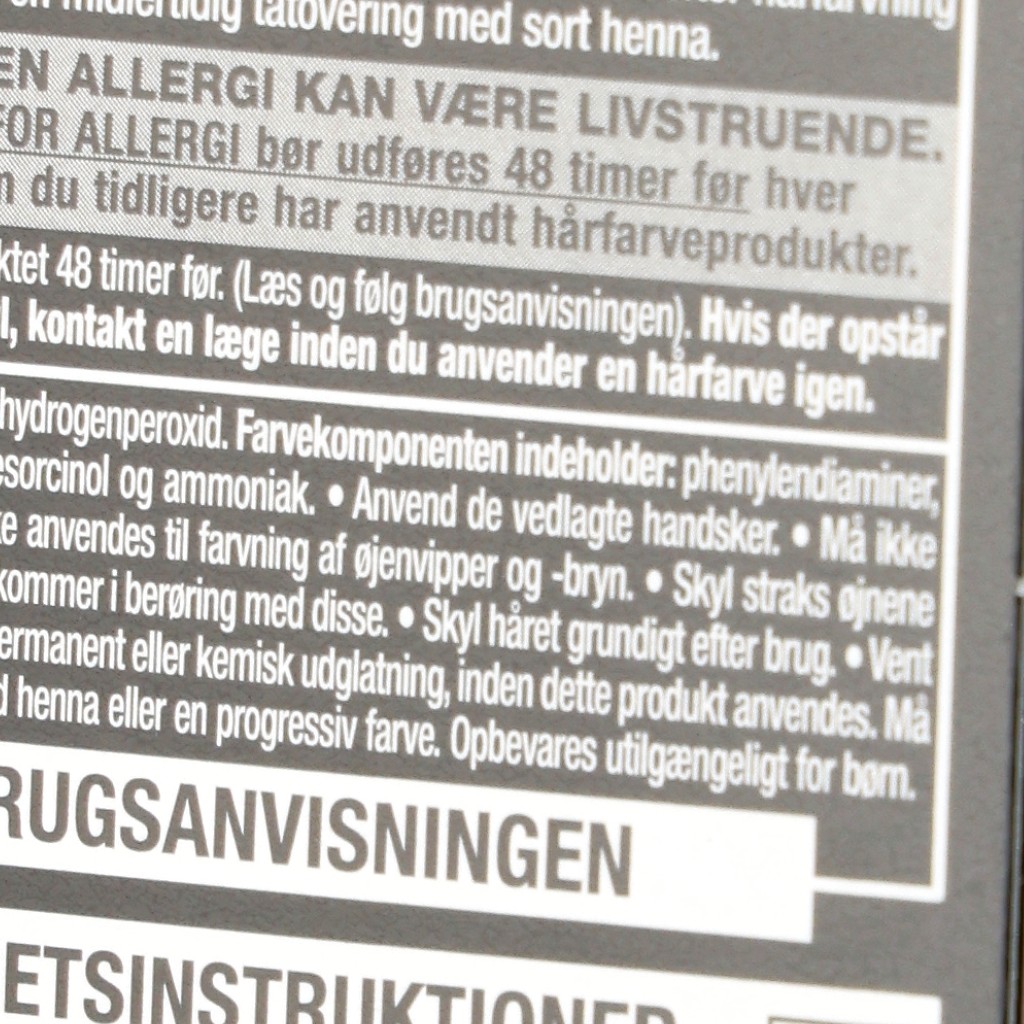 tatovering med sort henna.
EN ALLERGI KAN VÆRE LIVSTRUENDE.
FOR ALLERGI bør udføres 48 timer før hver
du tidligere har anvendt hårfarveprodukter.
ktet 48 timer før. (Læs og følg brugsanvisningen). Hvis der opstår
l, kontakt en læge inden du anvender en hårfarve igen.
hydrogenperoxid. Farvekomponenten indeholder: phenylendiaminer,
esorcinol og ammoniak. • Anvend de vedlagte handsker. • Må ikke
ke anvendes til farvning af øjenvipper og -bryn. • Skyl straks øjnene
kommer i berøring med disse. • Skyl håret grundigt efter brug. • Vent
ermanent eller kemisk udglatning, inden dette produkt anvendes. Må
d henna eller en progressiv farve. Opbevares utilgængeligt for børn.
RUGSANVISNINGEN
ETSINSTRUKTIONER